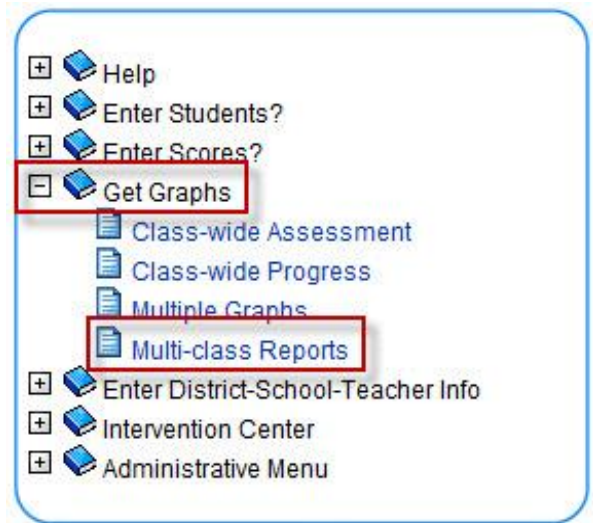 Help
Enter Students?
Enter Scores?
Get Graphs
Class-wide Assessment
Class-wide Progress
Multiple Graphs
Multi-class Reports
Enter District-School-Teacher Info
Intervention Center
Administrative Menu